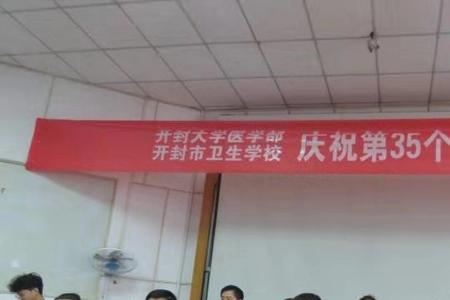 开封大学医学部
开封市卫生学校
庆祝第35个